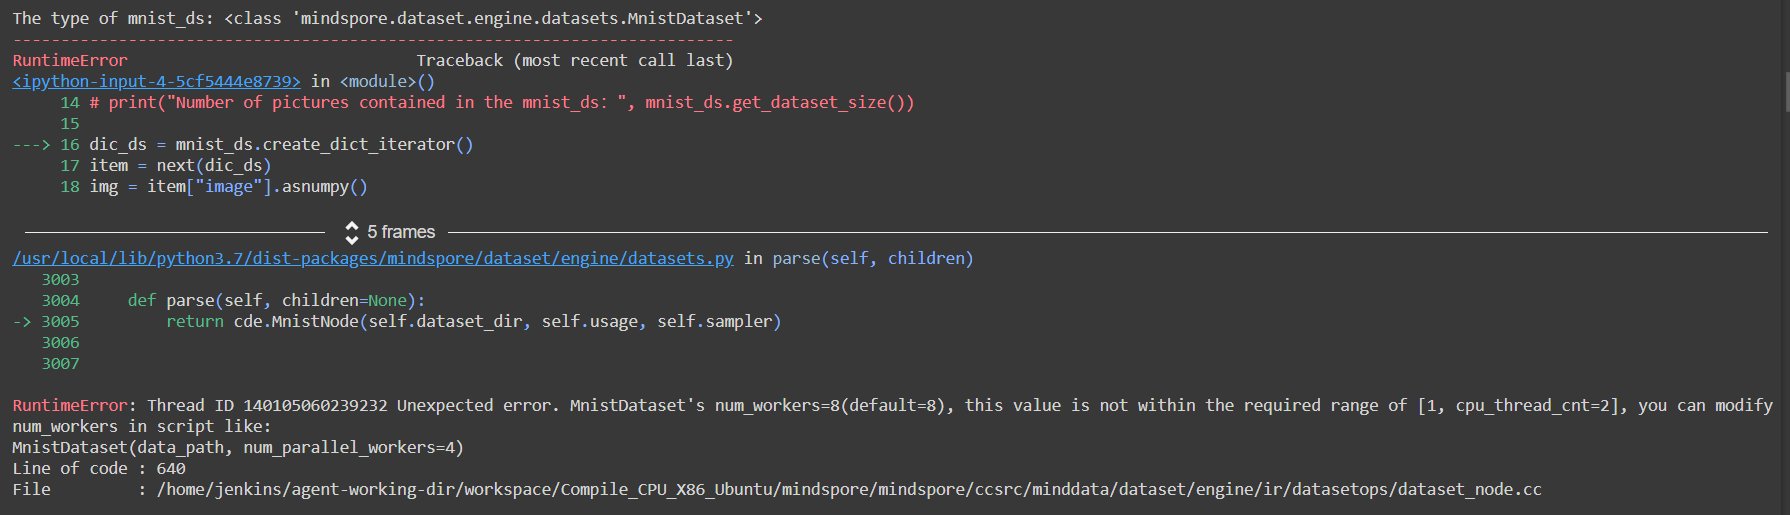 The type of mnist_ds: <class 'mindspore.dataset.engine.datasets.MnistDataset'>
---------------------------------------------------------------------------
RuntimeError                              Traceback (most recent call last)
<ipython-input-4-5cf5444e8739> in <module>()
     14 # print("Number of pictures contained in the mnist_ds: ", mnist_ds.get_dataset_size())
     15
---> 16 dic_ds = mnist_ds.create_dict_iterator()
     17 item = next(dic_ds)
     18 img = item["image"].asnumpy()
5 frames
/usr/local/lib/python3.7/dist-packages/mindspore/dataset/engine/datasets.py in parse(self, children)
   3003
   3004     def parse(self, children=None):
-> 3005         return cde.MnistNode(self.dataset_dir, self.usage, self.sampler)
   3006
   3007
RuntimeError: Thread ID 140105060239232 Unexpected error. MnistDataset's num_workers=8(default=8), this value is not within the required range of [1, cpu_thread_cnt=2], you can modify
num_workers in script like:
MnistDataset(data_path, num_parallel_workers=4)
Line of code : 640
File         : /home/jenkins/agent-working-dir/workspace/Compile_CPU_X86_Ubuntu/mindspore/mindspore/ccsrc/minddata/dataset/engine/ir/datasetops/dataset_node.cc